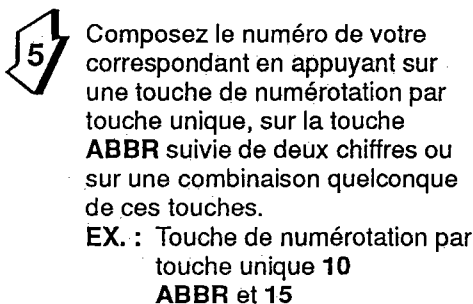 5
Composez le numéro de votre
correspondant en appuyant sur
une touche de numérotation par
touche unique, sur la touche
ABBR suivie de deux chiffres ou
sur une combinaison quelconque
de ces touches.
EX. : Touche de numérotation par
touche unique 10
ABBR et 15